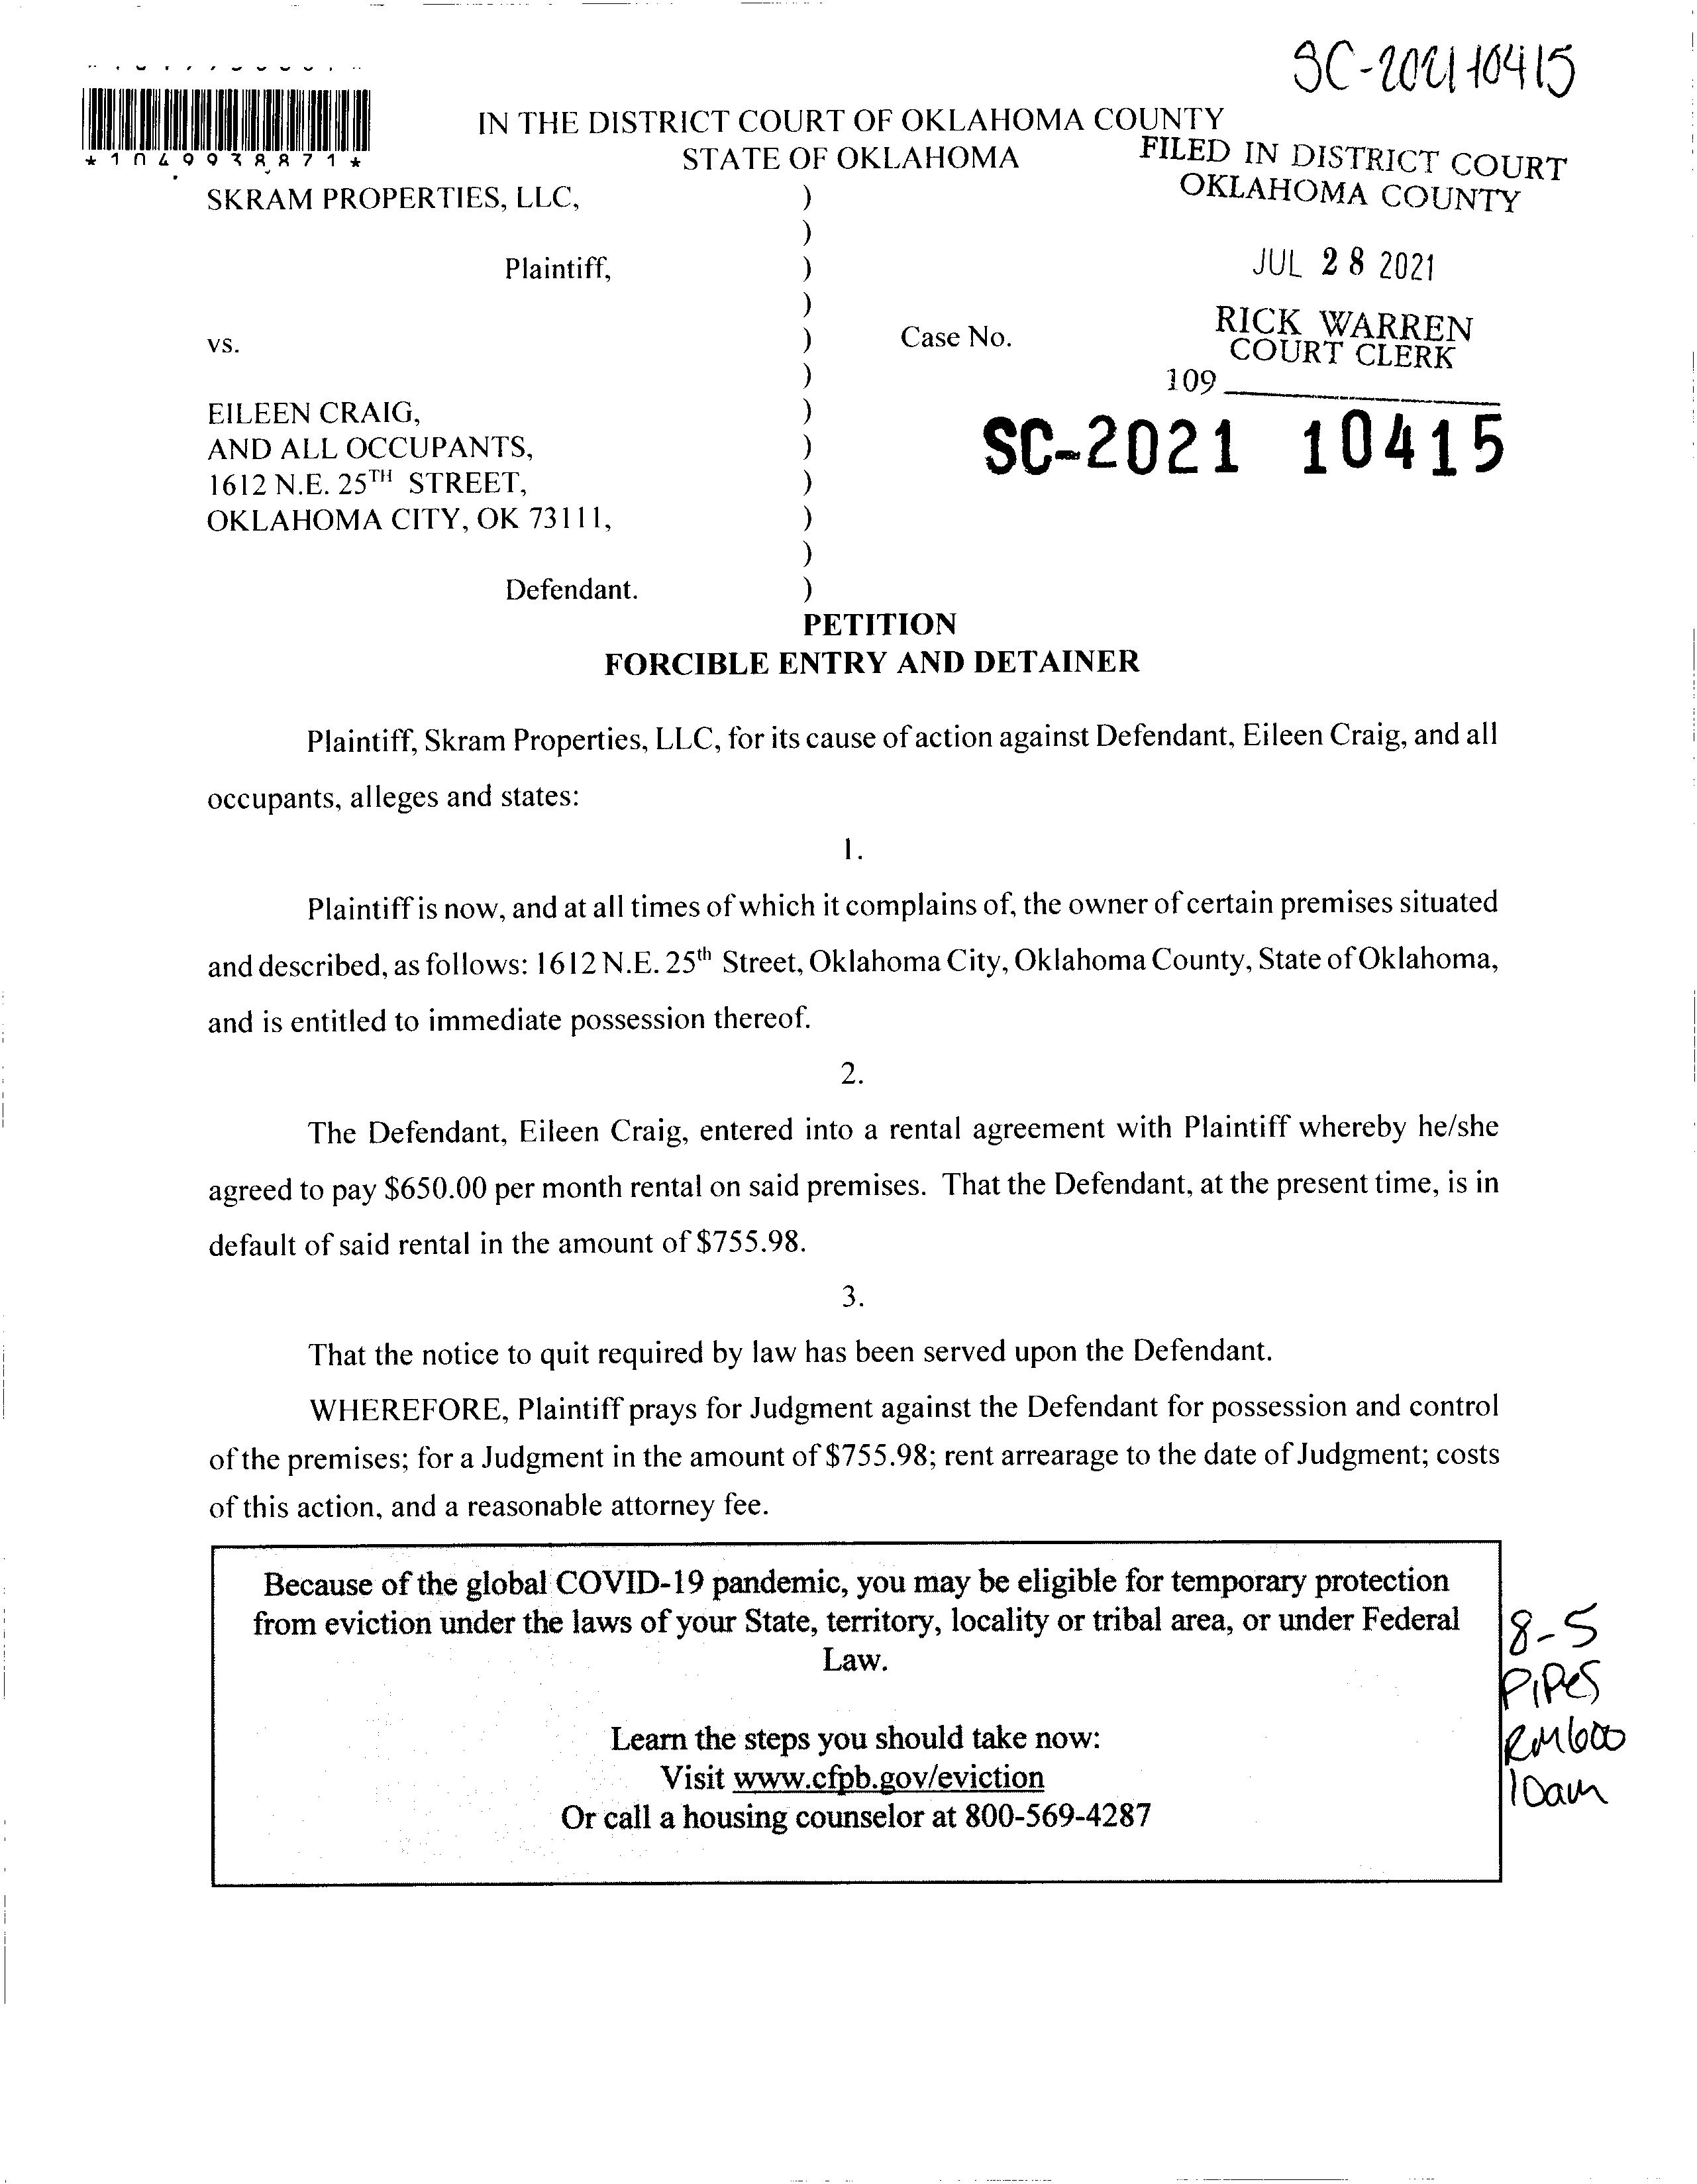 SC-2021 10415
IN THE DISTRICT COURT OF OKLAHOMA COUNTY
STATE OF OKLAHOMA
*1049938871*
FILED IN DISTRICT COURT
OKLAHOMA COUNTY
JUL 28 2021
RICK WARREN
COURT CLERK
109
SKRAM PROPERTIES, LLC, )
)
Plaintiff, )
)
vs. ) Case No.
)
EILEEN CRAIG, )
AND ALL OCCUPANTS, ) SC-2021 10415
1612 N.E. 25TH STREET, )
OKLAHOMA CITY, OK 73111, )
)
Defendant. )
PETITION
FORCIBLE ENTRY AND DETAINER
Plaintiff, Skram Properties, LLC, for its cause of action against Defendant, Eileen Craig, and all
occupants, alleges and states:
1.
Plaintiff is now, and at all times of which it complains of, the owner of certain premises situated
and described, as follows: 1612 N.E. 25th Street, Oklahoma City, Oklahoma County, State of Oklahoma,
and is entitled to immediate possession thereof.
2.
The Defendant, Eileen Craig, entered into a rental agreement with Plaintiff whereby he/she
agreed to pay $650.00 per month rental on said premises. That the Defendant, at the present time, is in
default of said rental in the amount of $755.98.
3.
That the notice to quit required by law has been served upon the Defendant.
WHEREFORE, Plaintiff prays for Judgment against the Defendant for possession and control
of the premises; for a Judgment in the amount of $755.98; rent arrearage to the date of Judgment; costs
of this action, and a reasonable attorney fee.
Because of the global COVID-19 pandemic, you may be eligible for temporary protection
from eviction under the laws of your State, territory, locality or tribal area, or under Federal
Law.
Learn the steps you should take now:
Visit www.cfpb.gov/eviction
Or call a housing counselor at 800-569-4287
8-5
PiPes
RM600
10am